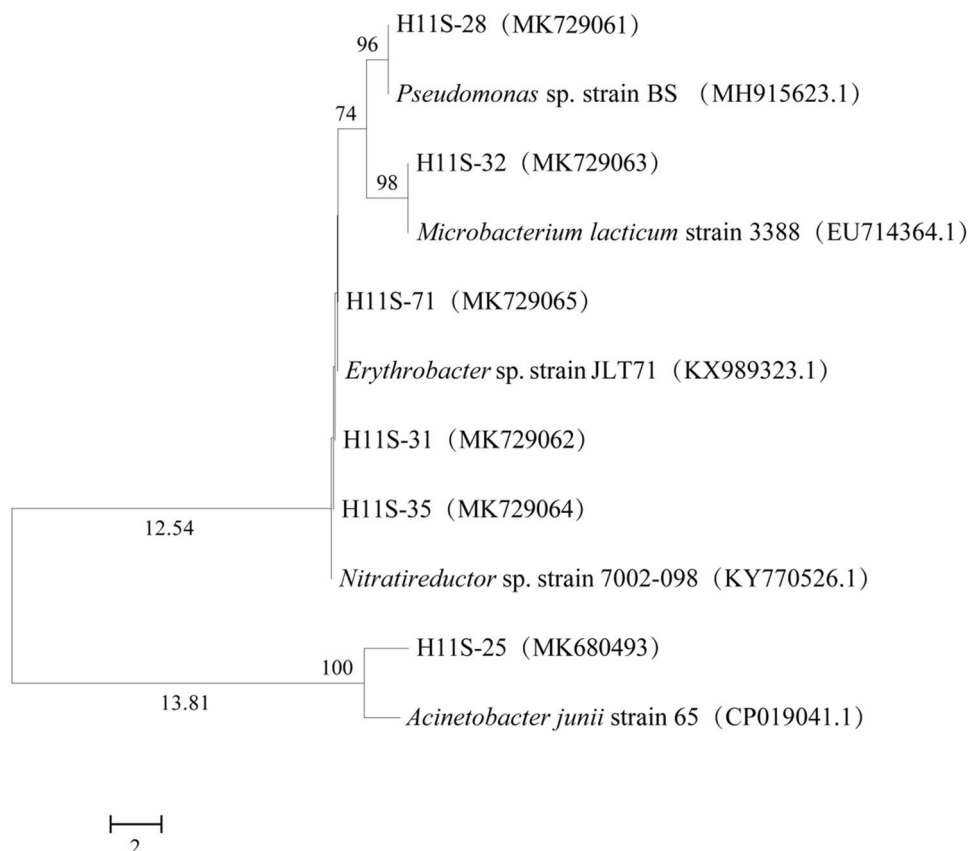 H11S-28（MK729061）
96
Pseudomonas sp. strain BS （MH915623.1）
74
H11S-32（MK729063）
98
Microbacterium lacticum strain 3388（EU714364.1）
H11S-71（MK729065）
Erythrobacter sp. strain JLT71（KX989323.1）
H11S-31（MK729062）
H11S-35（MK729064）
12.54
Nitratireductor sp. strain 7002-098（KY770526.1）
H11S-25（MK680493）
100
13.81
Acinetobacter junii strain 65（CP019041.1）
2